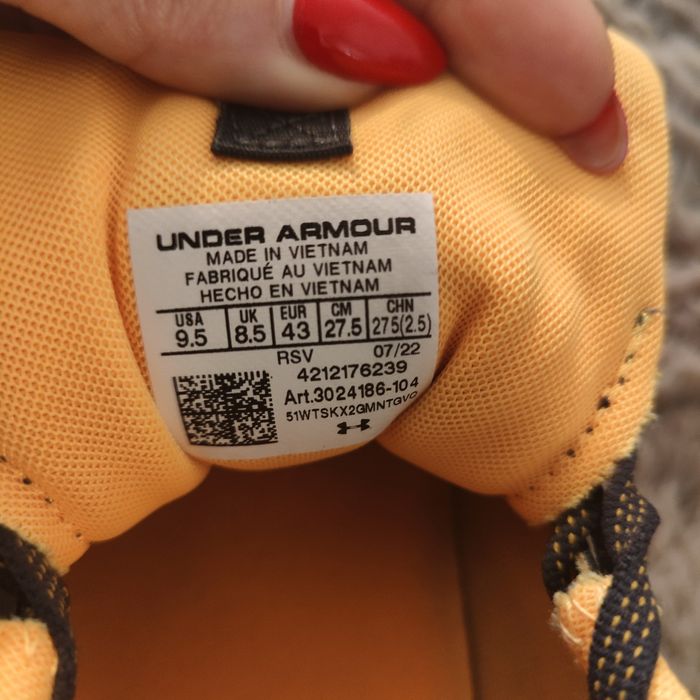 UNDER ARMOUR
MADE IN VIETNAM
FABRIQUÉ AU VIETNAM
HECHO EN VIETNAM
USA UK EUR CM CHN
9.5 8.5 43 27.5 275(2.5)
RSV 07/22
4212176239
Art.3024186-104
51WTSKX2GMNTGVO